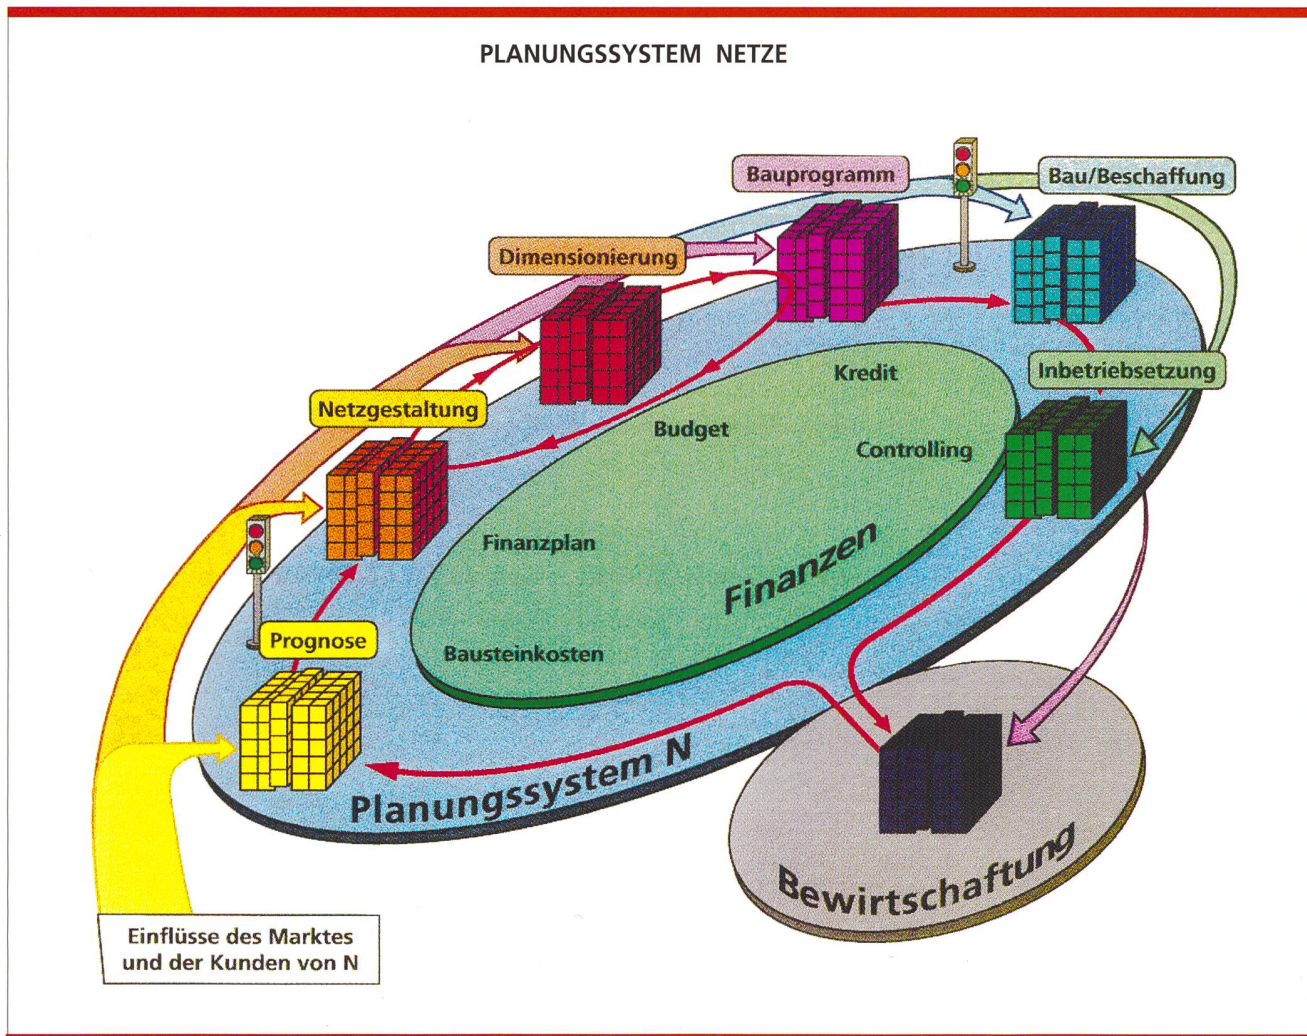 PLANUNGSSYSTEM NETZE
Bauprogramm
Bau/Beschaffung
Dimensionierung
Inbetriebsetzung
Kredit
Netzgestaltung
Budget
Controlling
Finanzplan
Finanzen
Prognose
Bausteinkosten
Planungssystem N
Bewirtschaftung
Einflüsse des Marktes
und der Kunden von N